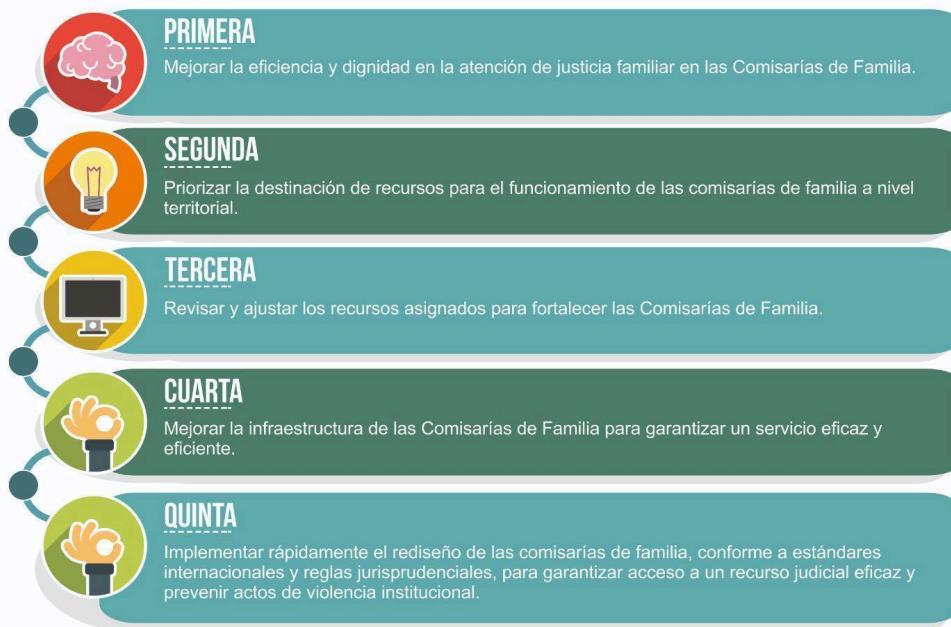 PRIMERA
Mejorar la eficiencia y dignidad en la atención de justicia familiar en las Comisarías de Familia.
SEGUNDA
Priorizar la destinación de recursos para el funcionamiento de las comisarías de familia a nivel
territorial.
TERCERA
Revisar y ajustar los recursos asignados para fortalecer las Comisarías de Familia.
CUARTA
Mejorar la infraestructura de las Comisarías de Familia para garantizar un servicio eficaz y
eficiente.
QUINTA
Implementar rápidamente el rediseño de las comisarías de familia, conforme a estándares
internacionales y reglas jurisprudenciales, para garantizar acceso a un recurso judicial eficaz y
prevenir actos de violencia institucional.